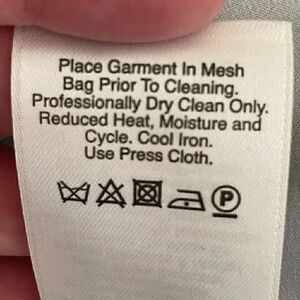 Place Garment In Mesh
Bag Prior To Cleaning.
Professionally Dry Clean Only.
Reduced Heat, Moisture and
Cycle. Cool Iron.
Use Press Cloth.
P